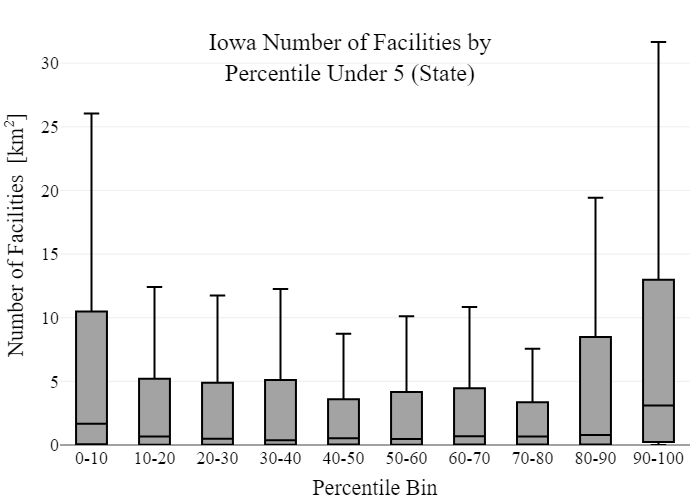 Iowa Number of Facilities by
Percentile Under 5 (State)
Number of Facilities [km²]
30
25
20
15
10
5
0
0-10 10-20 20-30 30-40 40-50 50-60 60-70 70-80 80-90 90-100
Percentile Bin